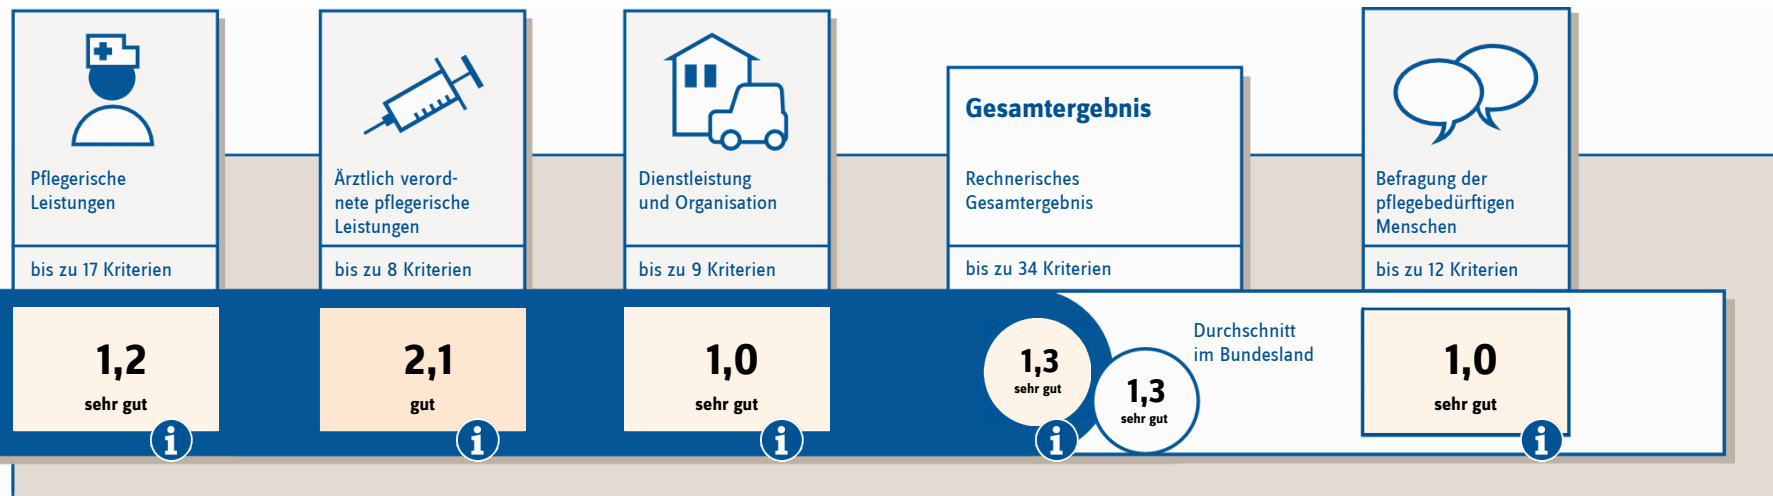 Pflegerische
Leistungen
bis zu 17 Kriterien
1,2
sehr gut
i
Ärztlich verord-
nete pflegerische
Leistungen
bis zu 8 Kriterien
2,1
gut
i
Dienstleistung
und Organisation
bis zu 9 Kriterien
1,0
sehr gut
i
Gesamtergebnis
Rechnerisches
Gesamtergebnis
bis zu 34 Kriterien
1,3
sehr gut
i
Durchschnitt
im Bundesland
1,3
sehr gut
Befragung der
pflegebedürftigen
Menschen
bis zu 12 Kriterien
1,0
sehr gut
i